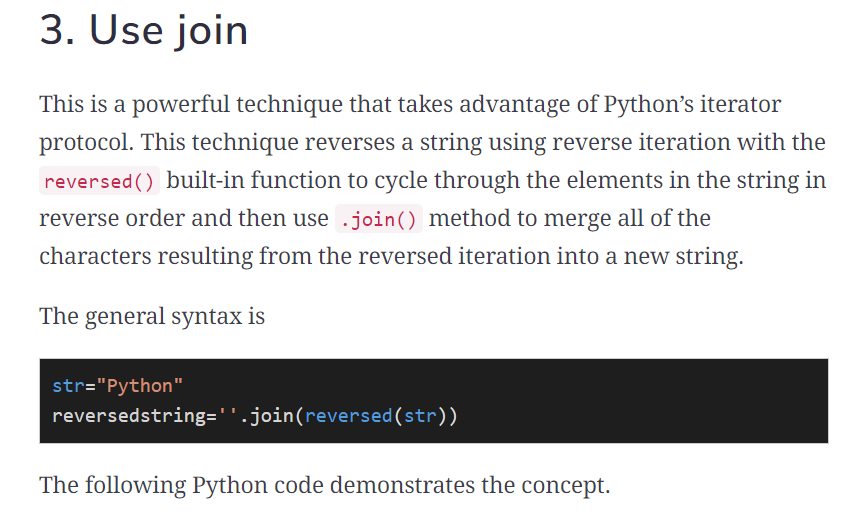 3. Use join
This is a powerful technique that takes advantage of Python’s iterator
protocol. This technique reverses a string using reverse iteration with the
reversed() built-in function to cycle through the elements in the string in
reverse order and then use .join() method to merge all of the
characters resulting from the reversed iteration into a new string.
The general syntax is
str="Python"
reversedstring=''.join(reversed(str))
The following Python code demonstrates the concept.